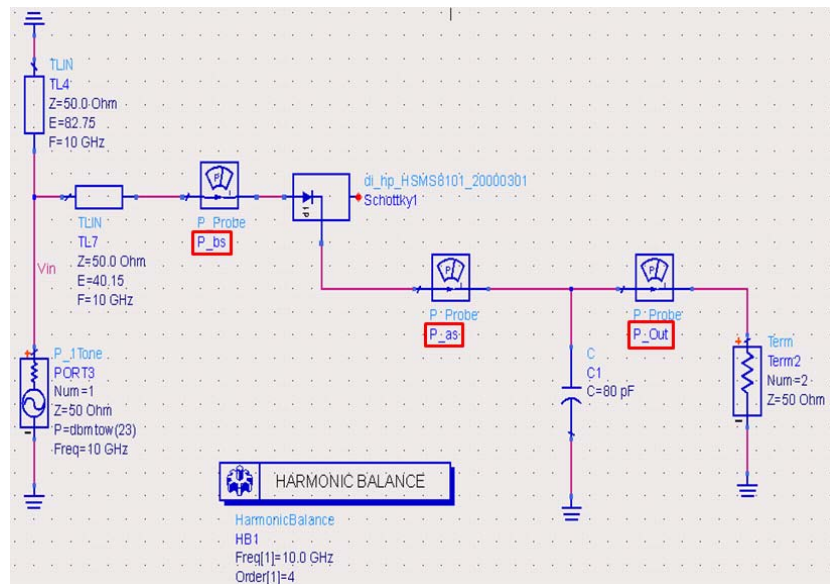 TLIN
TL4
Z=50.0 Ohm
E=82.75
F=10 GHz
TLIN
TL7
Z=50.0 Ohm
E=40.15
F=10 GHz
P_Probe
P_bs
di_hp_HSMS8101_20000301
Schottky1
d1
Vin
P_Probe
P_as
P_Probe
P_Out
P_1Tone
PORT3
Num=1
Z=50 Ohm
P=dbmtow(23)
Freq=10 GHz
C
C1
C=80 pF
Term
Term2
Num=2
Z=50 Ohm
HARMONIC BALANCE
HarmonicBalance
HB1
Freq[1]=10.0 GHz
Order[1]=4